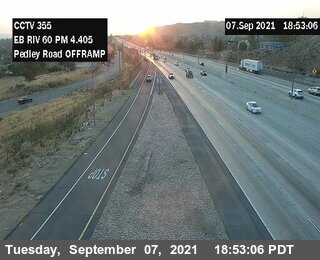 CCTV 355
EB RIV 60 PM 4.405
Pedley Road OFFRAMP
07.Sep 2021 18:53:06
STOP
Tuesday, September 07, 2021 18:53:06 PDT